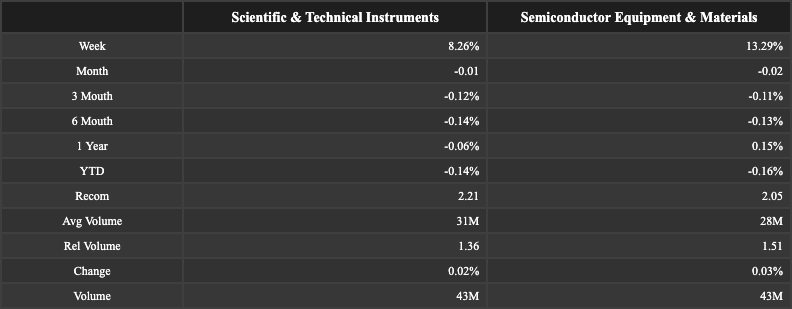 Scientific & Technical Instruments Semiconductor Equipment & Materials
Week 8.26% 13.29%
Month -0.01 -0.02
3 Mouth -0.12% -0.11%
6 Mouth -0.14% -0.13%
1 Year -0.06% 0.15%
YTD -0.14% -0.16%
Recom 2.21 2.05
Avg Volume 31M 28M
Rel Volume 1.36 1.51
Change 0.02% 0.03%
Volume 43M 43M